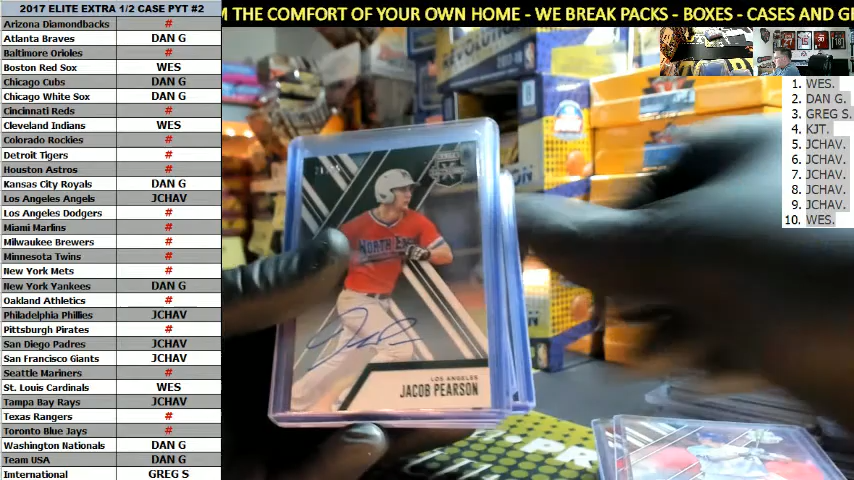 2017 ELITE EXTRA 1/2 CASE PYT #2
Arizona Diamondbacks #
Atlanta Braves DAN G
Baltimore Orioles #
Boston Red Sox WES
Chicago Cubs DAN G
Chicago White Sox DAN G
Cincinnati Reds #
Cleveland Indians WES
Colorado Rockies #
Detroit Tigers #
Houston Astros #
Kansas City Royals DAN G
Los Angeles Angels JCHAV
Los Angeles Dodgers #
Miami Marlins #
Milwaukee Brewers #
Minnesota Twins #
New York Mets #
New York Yankees DAN G
Oakland Athletics #
Philadelphia Phillies JCHAV
Pittsburgh Pirates #
San Diego Padres JCHAV
San Francisco Giants JCHAV
Seattle Mariners #
St. Louis Cardinals WES
Tampa Bay Rays JCHAV
Texas Rangers #
Toronto Blue Jays #
Washington Nationals DAN G
Team USA DAN G
International GREG S
M THE COMFORT OF YOUR OWN HOME - WE BREAK PACKS - BOXES - CASES AND G
1. WES.
2. DAN G.
3. GREG S.
4. KJT.
5. JCHAV.
6. JCHAV.
7. JCHAV.
8. JCHAV.
9. JCHAV.
10. WES.
NORTH EAST
LOS ANGELES
JACOB PEARSON